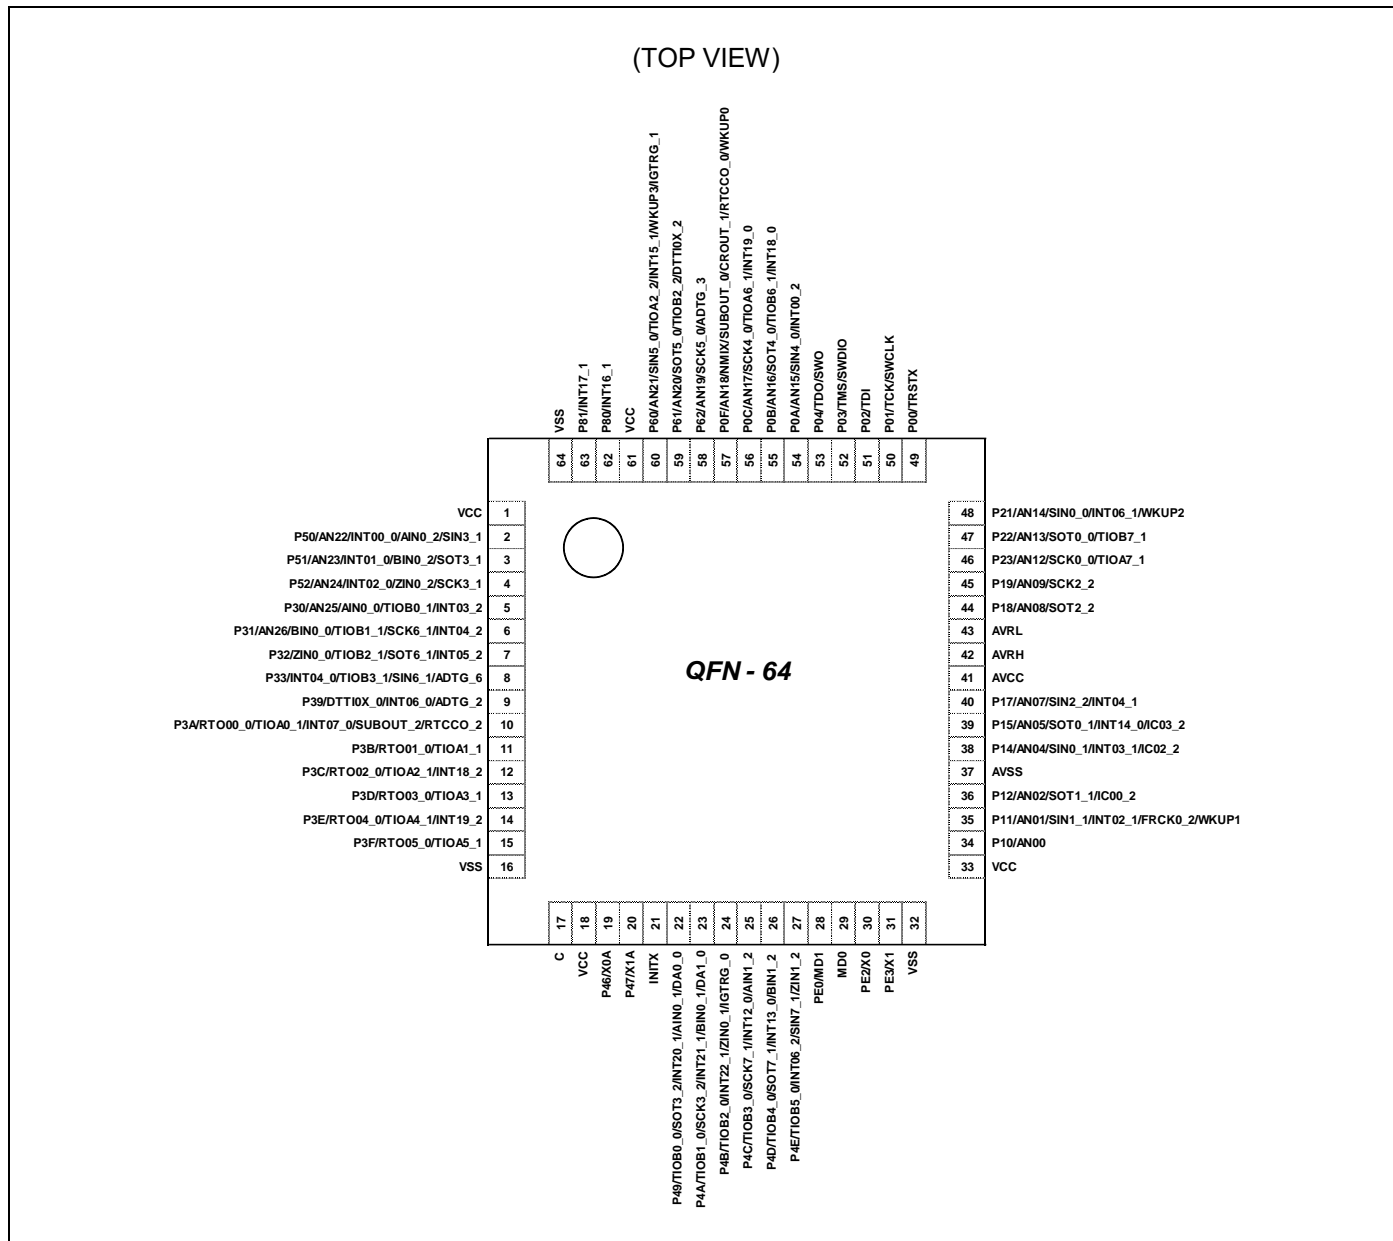 (TOP VIEW)
VSS
P81/INT17_1
P80/INT16_1
VCC
P60/AN21/SIN5_0/TIOA2_2/INT15_1/WKUP3/IGTRG_1
P61/AN20/SOT5_0/TIOB2_2/DTTI0X_2
P62/AN19/SCK5_0/ADTG_3
P0F/AN18/NMIX/SUBOUT_0/CROUT_1/RTCCO_0/WKUP0
P0C/AN17/SCK4_0/TIOA6_1/INT19_0
P0B/AN16/SOT4_0/TIOB6_1/INT18_0
P0A/AN15/SIN4_0/INT00_2
P04/TDO/SWO
P03/TMS/SWDIO
P02/TDI
P01/TCK/SWCLK
P00/TRSTX
64 63 62 61 60 59 58 57 56 55 54 53 52 51 50 49
VCC 1
P50/AN22/INT00_0/AIN0_2/SIN3_1 2
P51/AN23/INT01_0/BIN0_2/SOT3_1 3
P52/AN24/INT02_0/ZIN0_2/SCK3_1 4
P30/AN25/AIN0_0/TIOB0_1/INT03_2 5
P31/AN26/BIN0_0/TIOB1_1/SCK6_1/INT04_2 6
P32/ZIN0_0/TIOB2_1/SOT6_1/INT05_2 7
P33/INT04_0/TIOB3_1/SIN6_1/ADTG_6 8
P39/DTTI0X_0/INT06_0/ADTG_2 9
P3A/RTO00_0/TIOA0_1/INT07_0/SUBOUT_2/RTCCO_2 10
P3B/RTO01_0/TIOA1_1 11
P3C/RTO02_0/TIOA2_1/INT18_2 12
P3D/RTO03_0/TIOA3_1 13
P3E/RTO04_0/TIOA4_1/INT19_2 14
P3F/RTO05_0/TIOA5_1 15
VSS 16
QFN - 64
48 P21/AN14/SIN0_0/INT06_1/WKUP2
47 P22/AN13/SOT0_0/TIOB7_1
46 P23/AN12/SCK0_0/TIOA7_1
45 P19/AN09/SCK2_2
44 P18/AN08/SOT2_2
43 AVRL
42 AVRH
41 AVCC
40 P17/AN07/SIN2_2/INT04_1
39 P15/AN05/SOT0_1/INT14_0/IC03_2
38 P14/AN04/SIN0_1/INT03_1/IC02_2
37 AVSS
36 P12/AN02/SOT1_1/IC00_2
35 P11/AN01/SIN1_1/INT02_1/FRCK0_2/WKUP1
34 P10/AN00
33 VCC
17 18 19 20 21 22 23 24 25 26 27 28 29 30 31 32
C
VCC
P46/X0A
P47/X1A
INITX
P49/TIOB0_0/SOT3_2/INT20_1/AIN0_1/DA0_0
P4A/TIOB1_0/SCK3_2/INT21_1/BIN0_1/DA1_0
P4B/TIOB2_0/INT22_1/ZIN0_1/IGTRG_0
P4C/TIOB3_0/SCK7_1/INT12_0/AIN1_2
P4D/TIOB4_0/SOT7_1/INT13_0/BIN1_2
P4E/TIOB5_0/INT06_2/SIN7_1/ZIN1_2
PE0/MD1
MD0
PE2/X0
PE3/X1
VSS